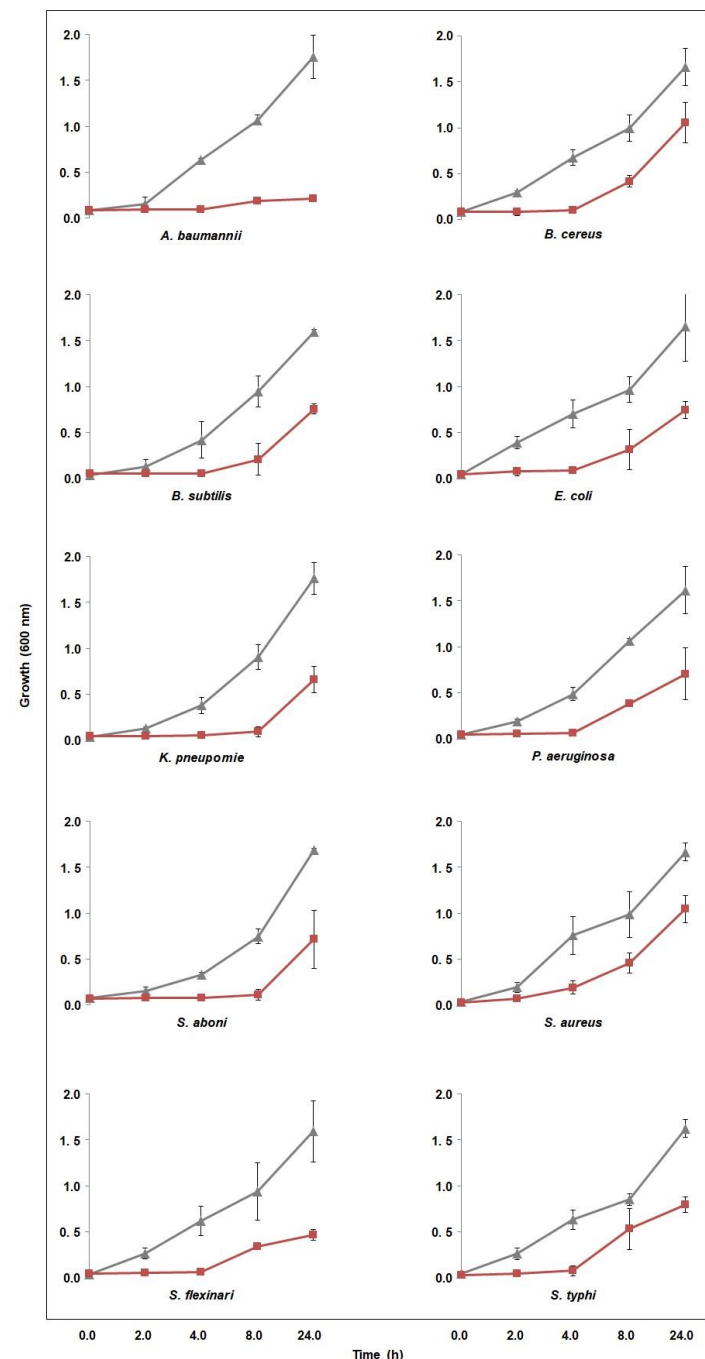 2.0 2.0
1. 5 1. 5
1.0 1.0
0. 5 0. 5
0.0 0.0
A. baumannii B. cereus
2.0 2.0
1. 5 1. 5
1.0 1.0
0. 5 0. 5
0.0 0.0
B. subtilis E. coli
2.0 2.0
1. 5 1. 5
1.0 1.0
0. 5 0. 5
0.0 0.0
K. pneupomie P. aeruginosa
Growth (600 nm)
2.0 2.0
1. 5 1. 5
1.0 1.0
0. 5 0. 5
0.0 0.0
S. aboni S. aureus
2.0 2.0
1. 5 1. 5
1.0 1.0
0. 5 0. 5
0.0 0.0
S. flexinari S. typhi
0.0 2.0 4.0 8.0 24.0 0.0 2.0 4.0 8.0 24.0
Time (h)